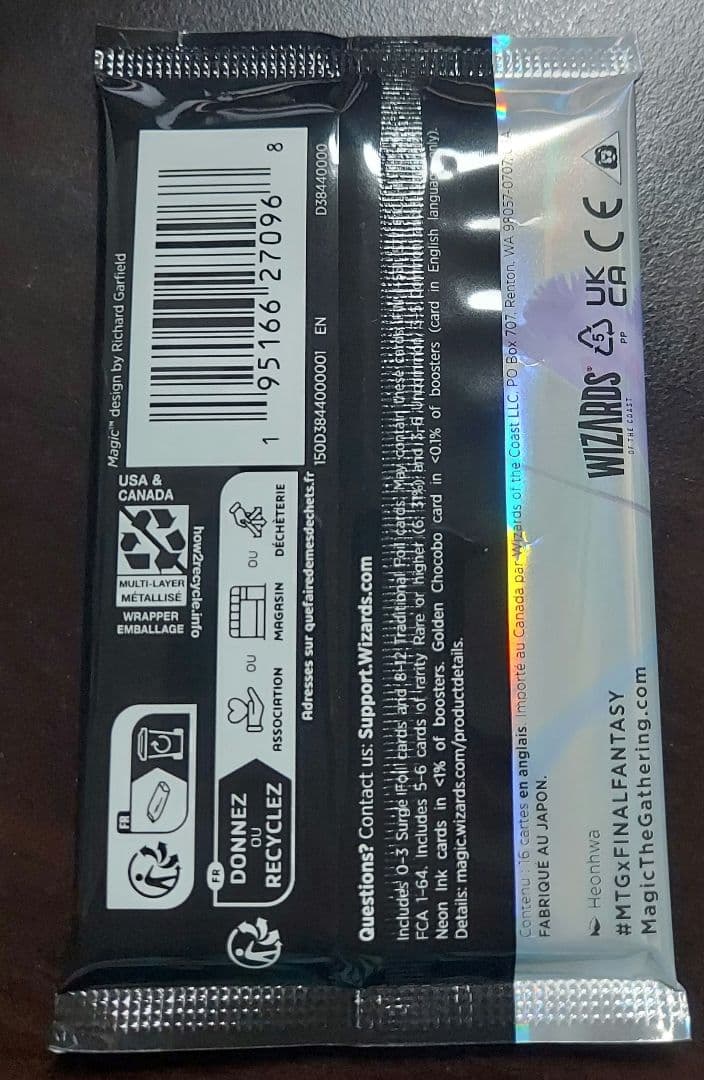 Magic™ design by Richard Garfield
1 95166 27096 8
USA &
CANADA
MULTI-LAYER
MÉTALLISÉ
WRAPPER
EMBALLAGE
how2recycle.info
FR
FR
DONNEZ
OU
RECYCLEZ
ASSOCIATION
OU
MAGASIN
OU
DÉCHÈTERIE
Adresses sur quefairedemesdechets.fr
150D3844000001 EN D38440000
Questions? Contact us: Support.Wizards.com
Includes 0-3 Surge Foil cards and 8-12 Traditional Foil cards. May contain these cards
FCA 1-64. Includes 5-6 cards of rarity Rare or higher
Neon Ink cards in <1% of boosters. Golden Chocobo card in <0.1% of boosters (card in English language only).
Details: magic.wizards.com/productdetails.
Contenu : 16 cartes en anglais. Importé au Canada par Wizards of the Coast LLC, PO Box 707, Renton, WA 98057-0707,
FABRIQUÉ AU JAPON.
Heonhwa
#MTGxFINALFANTASY
MagicTheGathering.com
WIZARDS
OF THE COAST
5
PP
UK
CA
CE